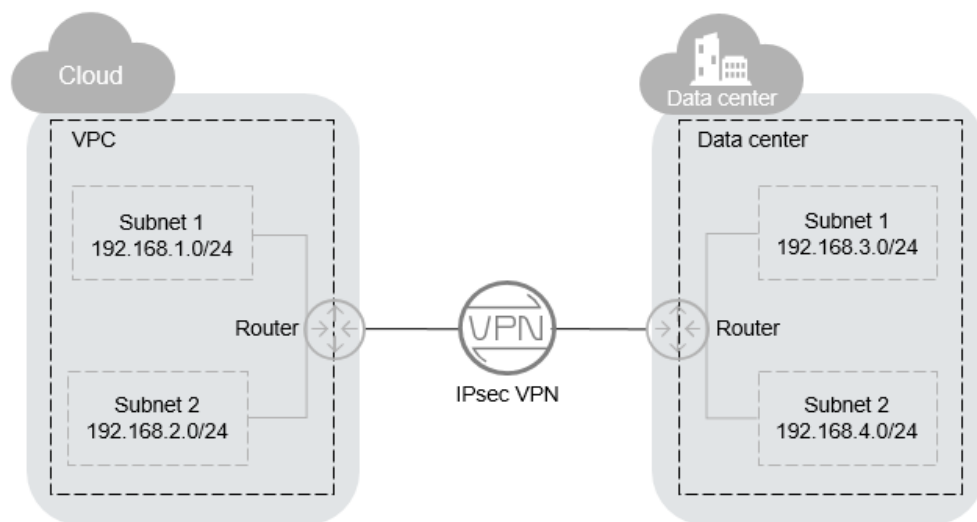 Cloud
VPC
Subnet 1
192.168.1.0/24
Router
Subnet 2
192.168.2.0/24
VPN
IPsec VPN
Data center
Data center
Subnet 1
192.168.3.0/24
Router
Subnet 2
192.168.4.0/24